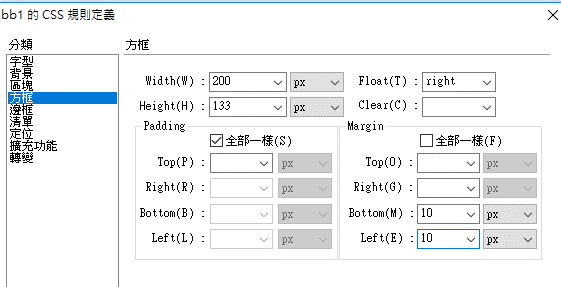 .bb1 的 CSS 規則定義
分類
字型
背景
區塊
方框
邊框
清單
定位
擴充功能
轉變
方框
Width(W) : 200 px Float(T) : right
Height(H) : 133 px Clear(C) :
Padding
全部一樣(S)
Top(P) : px
Right(R) : px
Bottom(B) : px
Left(L) : px
Margin
全部一樣(F)
Top(O) : px
Right(G) : px
Bottom(M) : 10 px
Left(E) : 10 px